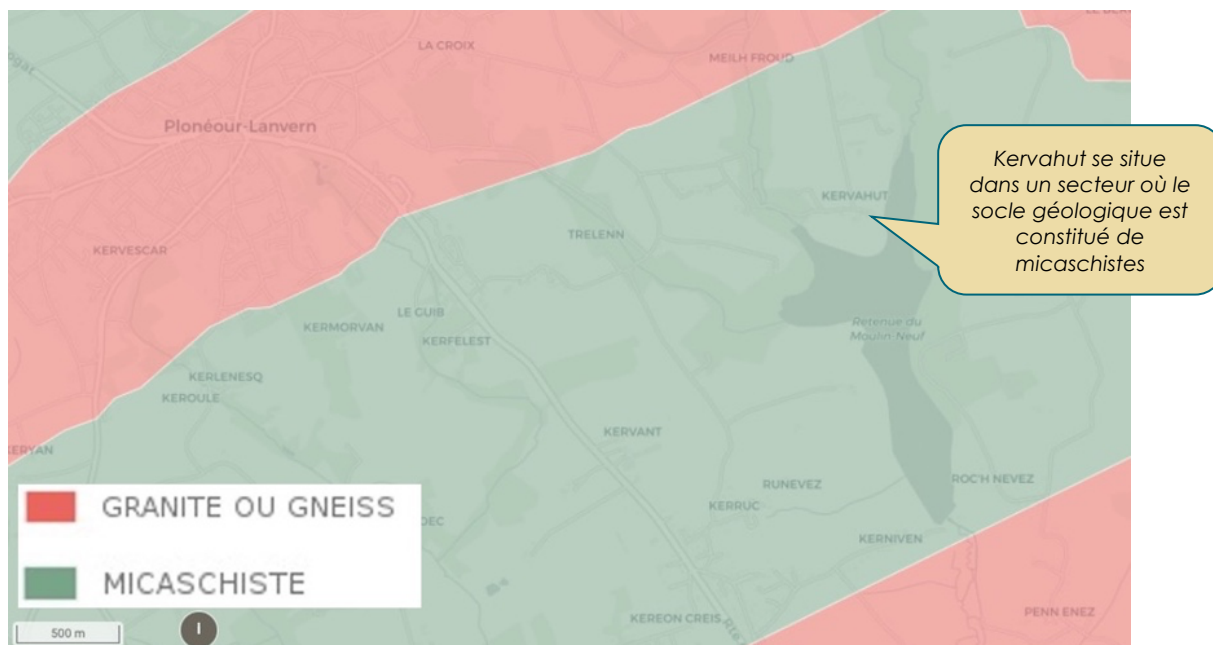 LA CROIX
MEILH FROUD
Plonéour-Lanvern
Kervahut se situe
dans un secteur où le
socle géologique est
constitué de
micaschistes
KERVAHUT
TRELENN
KERVESCAR
LE GUIB
KERMORVAN
KERFELEST
Retenue du
Moulin-Neuf
KERLENESQ
KEROULE
KERVANT
KERYAN
RUNEVEZ
ROC'H NEVEZ
KERRUC
KERNIVEN
GRANITE OU GNEISS
MICASCHISTE
DEC
KEREON CREIS
Rte.
PENN ENEZ
500 m
I